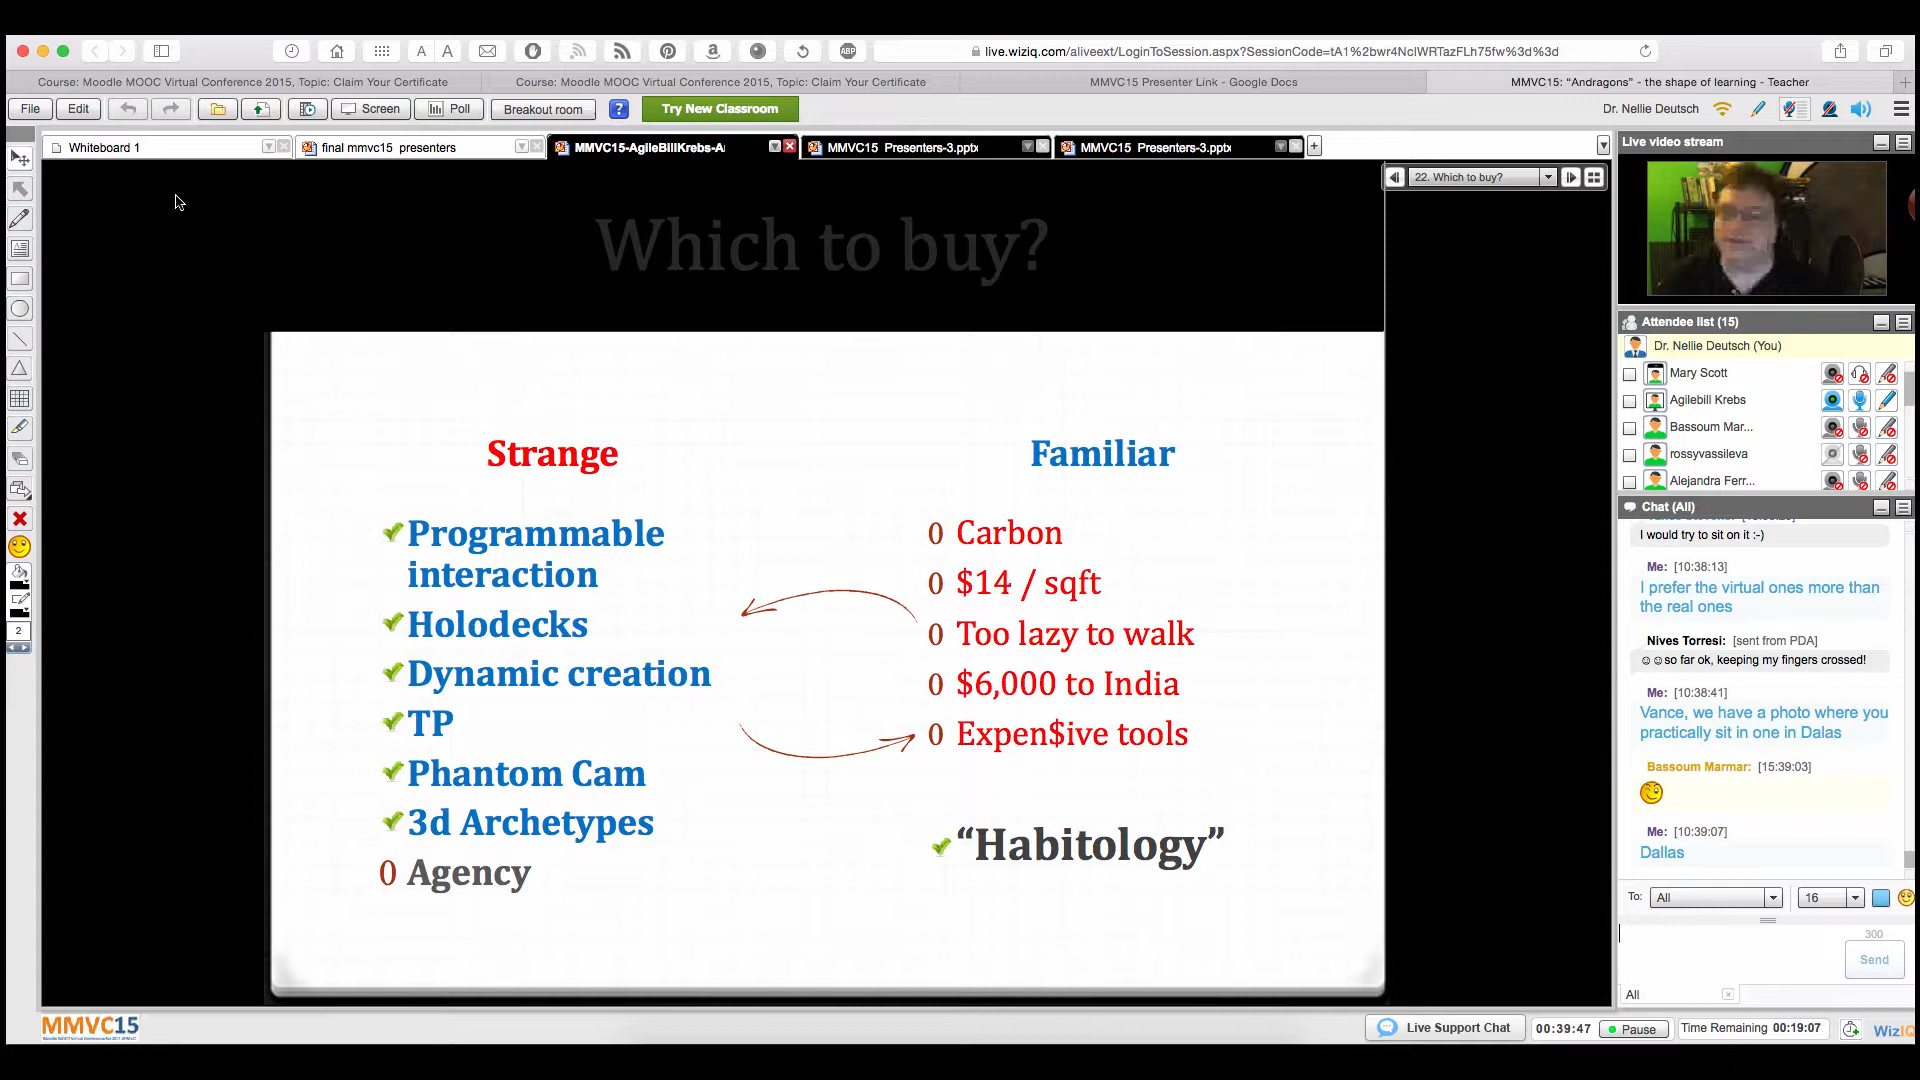 live.wiziq.com/aliveext/LoginToSession.aspx?SessionCode=tA1%2bwr4NclWRTazFLh75fw%3d%3d
Course: Moodle MOOC Virtual Conference 2015, Topic: Claim Your Certificate
Course: Moodle MOOC Virtual Conference 2015, Topic: Claim Your Certificate
MMVC15 Presenter Link - Google Docs
MMVC15: “Andragons” - the shape of learning - Teacher
File
Edit
Screen
Poll
Breakout room
?
Try New Classroom
Dr. Nellie Deutsch
Whiteboard 1
final mmvc15 presenters
MMVC15-AgileBillKrebs-A
MMVC15 Presenters-3.pptx
MMVC15 Presenters-3.pptx
22. Which to buy?
Which to buy?
Strange
Programmable
interaction
Holodecks
Dynamic creation
TP
Phantom Cam
3d Archetypes
0 Agency
Familiar
0 Carbon
0 $14 / sqft
0 Too lazy to walk
0 $6,000 to India
0 Expen$ive tools
“Habitology”
2
Live video stream
Attendee list (15)
Dr. Nellie Deutsch (You)
Mary Scott
Agilebill Krebs
Bassoum Mar...
rossyvassileva
Alejandra Ferr...
Chat (All)
I would try to sit on it :-)
Me: [10:38:13]
I prefer the virtual ones more than
the real ones
Nives Torresi: [sent from PDA]
so far ok, keeping my fingers crossed!
Me: [10:38:41]
Vance, we have a photo where you
practically sit in one in Dalas
Bassoum Marmar: [15:39:03]
Me: [10:39:07]
Dallas
To: All
16
300
Send
All
MMVC15
Live Support Chat
00:39:47
Pause
Time Remaining 00:19:07
WizIQ